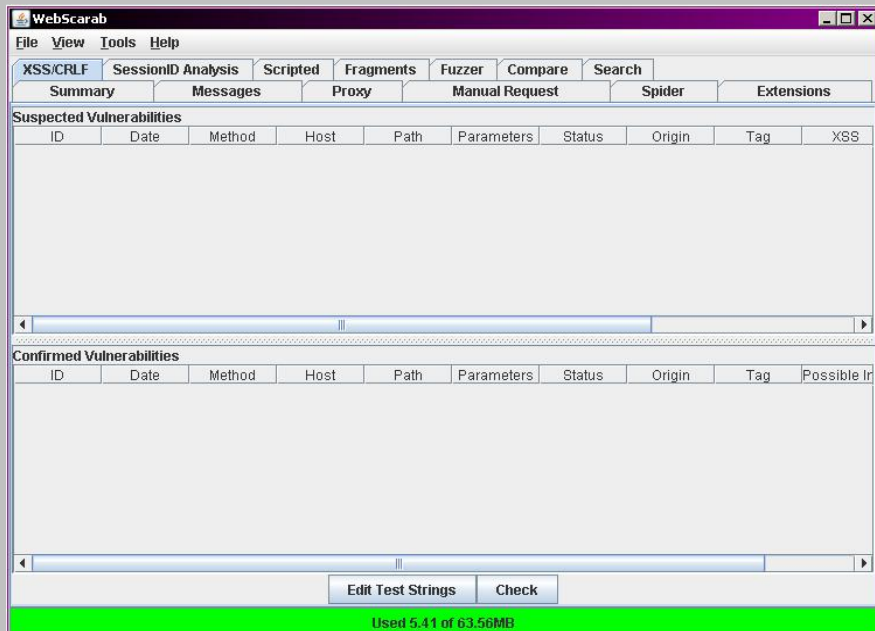 WebScarab
File View Tools Help
XSS/CRLF SessionID Analysis Scripted Fragments Fuzzer Compare Search
Summary Messages Proxy Manual Request Spider Extensions
Suspected Vulnerabilities
ID Date Method Host Path Parameters Status Origin Tag XSS
Confirmed Vulnerabilities
ID Date Method Host Path Parameters Status Origin Tag Possible In
Edit Test Strings Check
Used 5.41 of 63.56MB